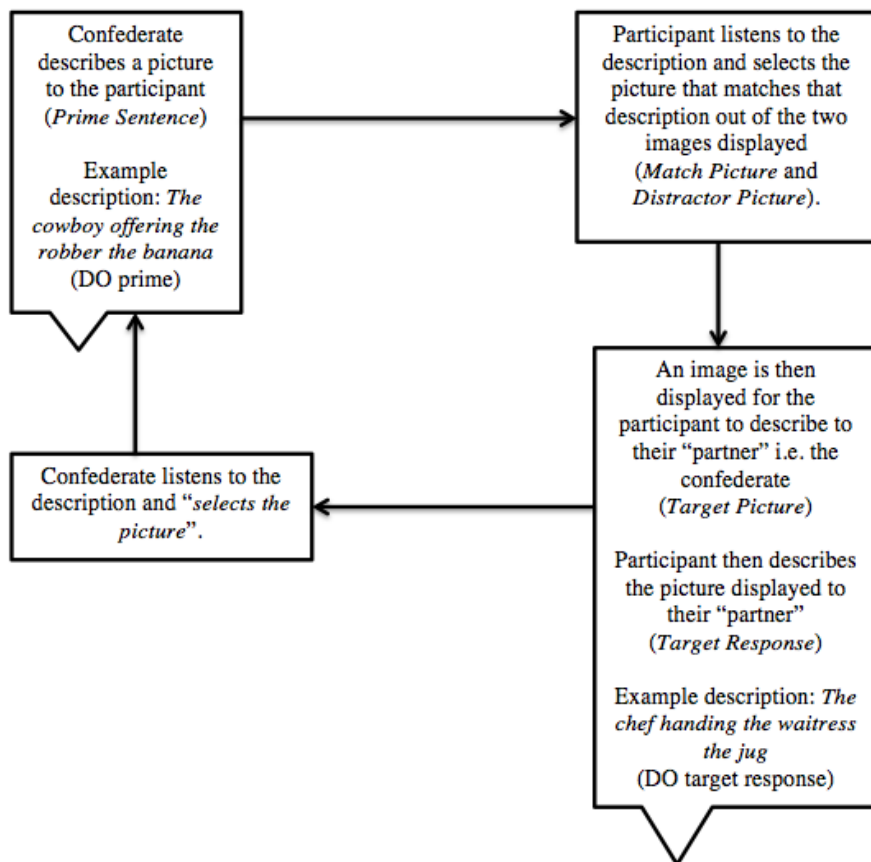 Confederate
describes a picture
to the participant
(Prime Sentence)
Example
description: The
cowboy offering the
robber the banana
(DO prime)
Participant listens to the
description and selects the
picture that matches that
description out of the two
images displayed
(Match Picture and
Distractor Picture).
An image is then
displayed for the
participant to describe to
their “partner” i.e. the
confederate
(Target Picture)
Participant then describes
the picture displayed to
their “partner”
(Target Response)
Example description: The
chef handing the waitress
the jug
(DO target response)
Confederate listens to the
description and “selects the
picture”.